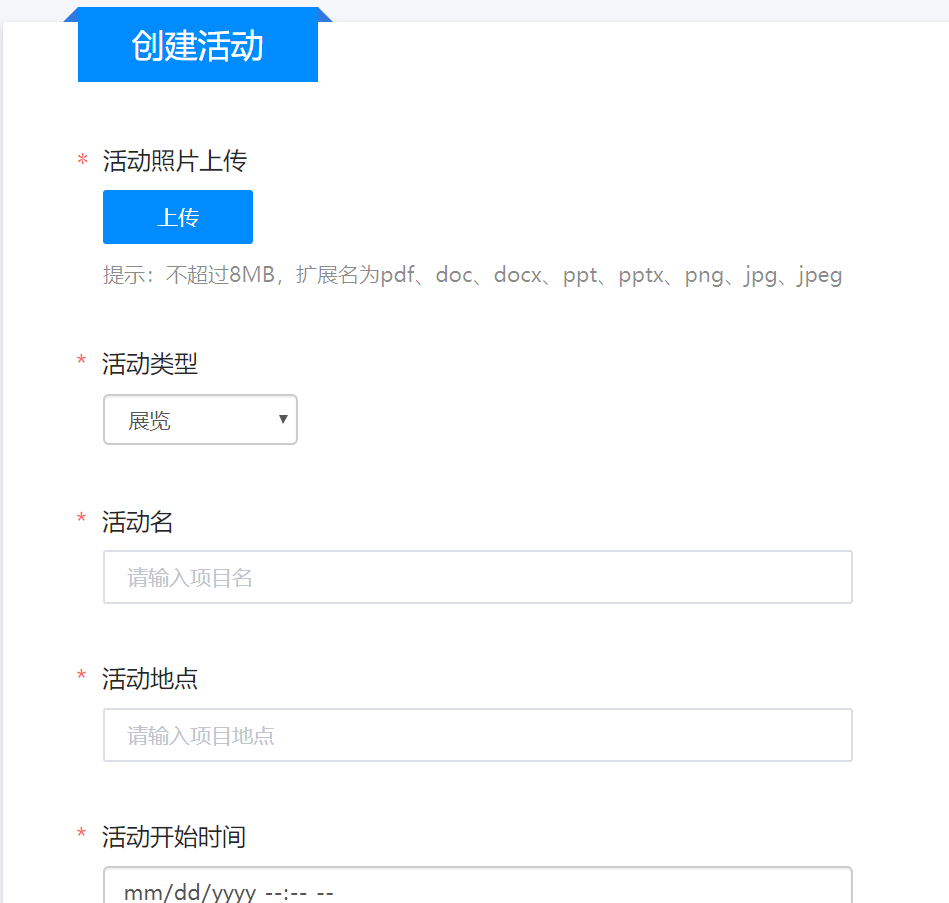 创建活动
* 活动照片上传
上传
提示：不超过8MB，扩展名为pdf、doc、docx、ppt、pptx、png、jpg、jpeg
* 活动类型
展览
* 活动名
请输入项目名
* 活动地点
请输入项目地点
* 活动开始时间
mm/dd/yyyy --:-- --